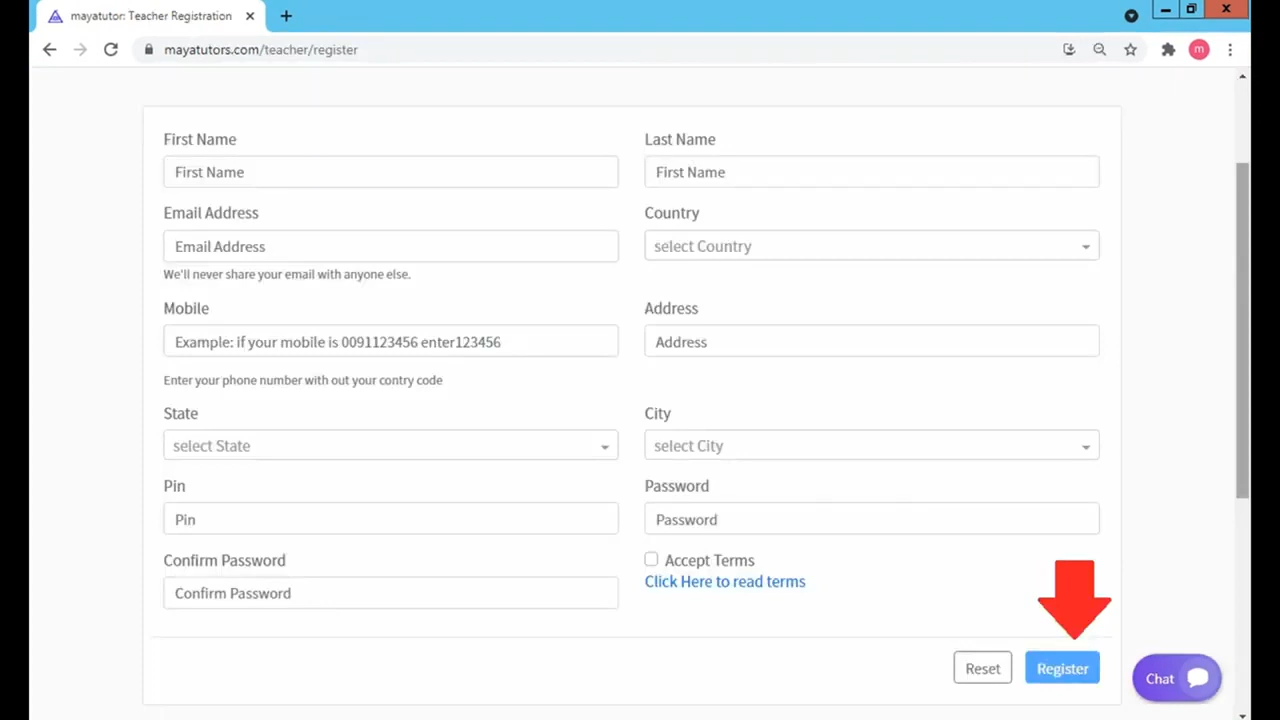 mayatutor: Teacher Registration
mayatutors.com/teacher/register
m
First Name
Last Name
First Name
First Name
Email Address
Country
Email Address
select Country
We'll never share your email with anyone else.
Mobile
Address
Example: if your mobile is 0091123456 enter123456
Address
Enter your phone number with out your contry code
State
City
select State
select City
Pin
Password
Pin
Password
Confirm Password
Accept Terms
Click Here to read terms
Confirm Password
Reset
Register
Chat